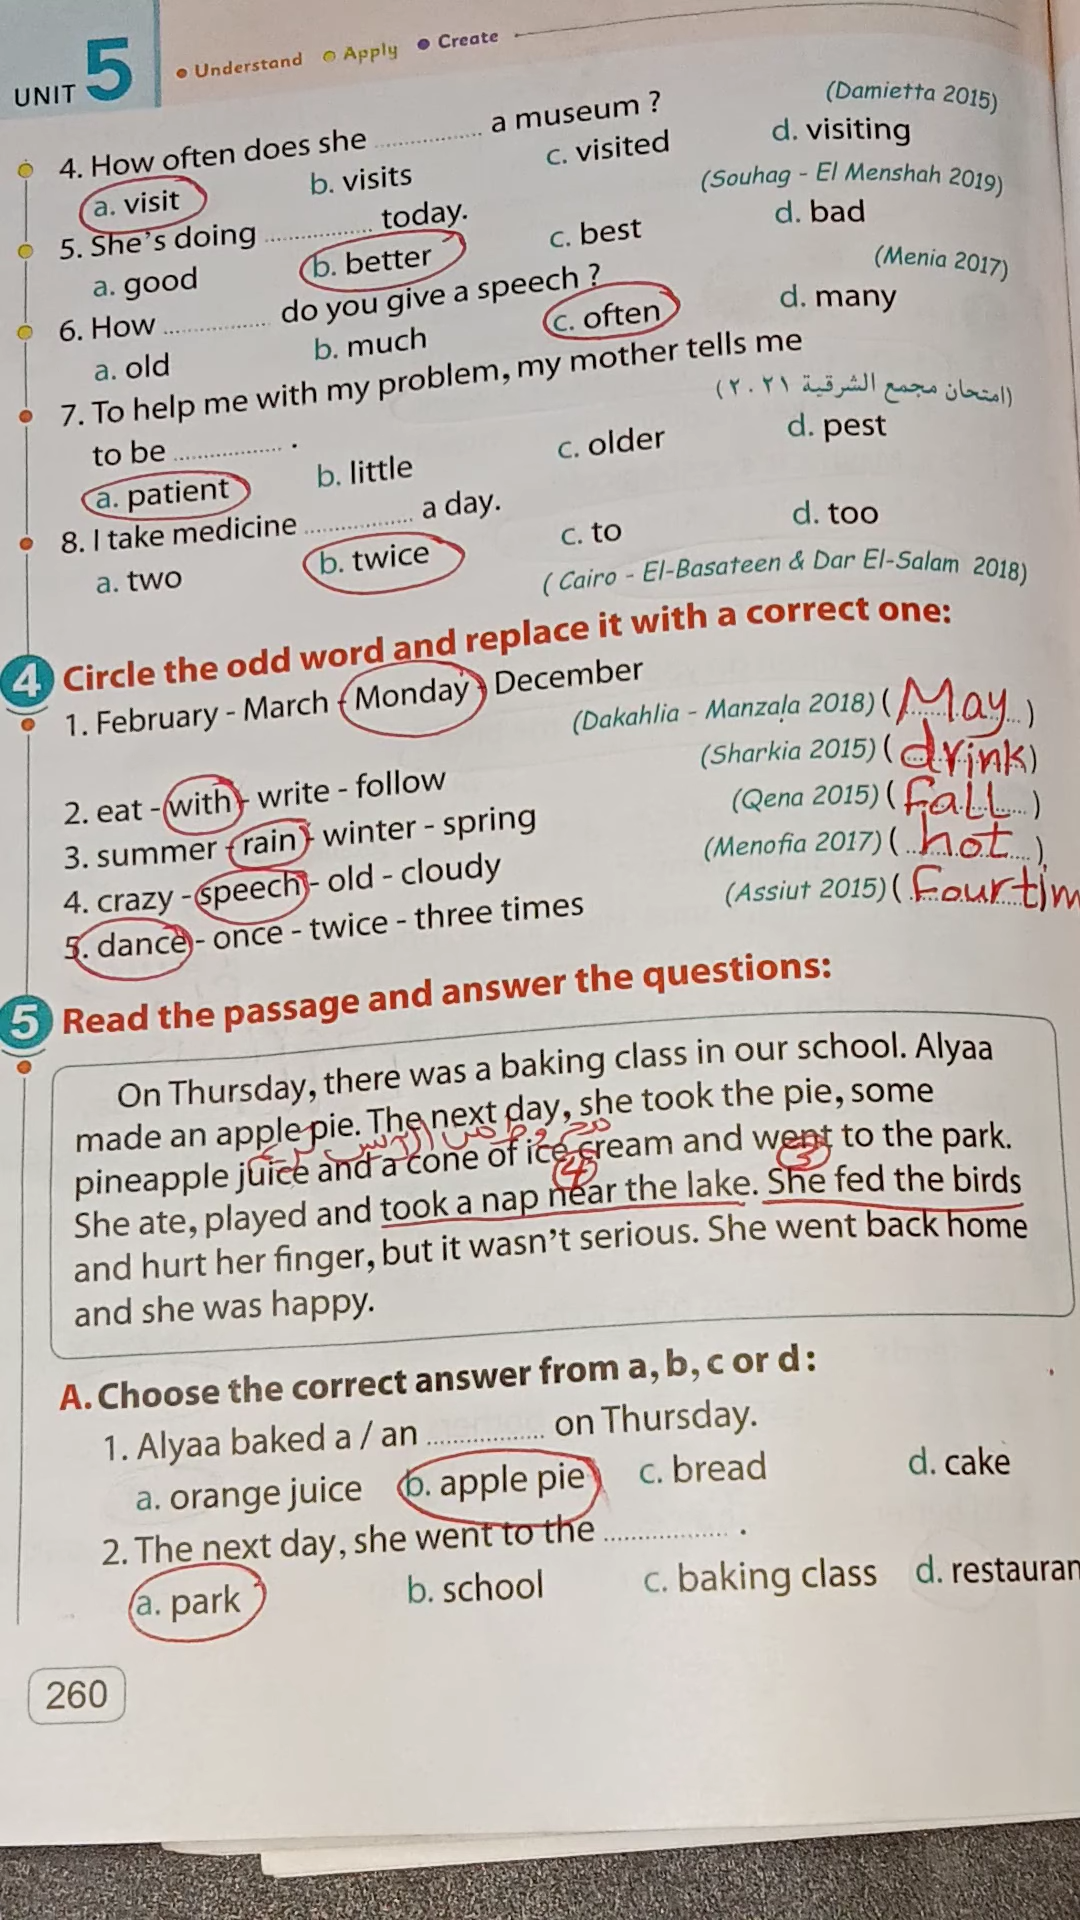 UNIT 5 • Understand • Apply • Create
4. How often does she ............... a museum ? (Damietta 2015)
a. visit b. visits c. visited d. visiting
5. She's doing ............... today. (Souhag - El Menshah 2019)
a. good b. better c. best d. bad
6. How ............... do you give a speech ? (Menia 2017)
a. old b. much c. often d. many
7. To help me with my problem, my mother tells me
to be ............... . (امتحان مجمع الشرقية ٢٠٢١)
a. patient b. little c. older d. pest
8. I take medicine ............... a day.
a. two b. twice c. to d. too
( Cairo - El-Basateen & Dar El-Salam 2018)
4 Circle the odd word and replace it with a correct one:
1. February - March - Monday - December
(Dakahlia - Manzala 2018) ( May )
2. eat - with - write - follow (Sharkia 2015) ( drink )
3. summer - rain - winter - spring (Qena 2015) ( fall )
4. crazy - speech - old - cloudy (Menofia 2017) ( hot )
5. dance - once - twice - three times (Assiut 2015) ( Four tim
5 Read the passage and answer the questions:
On Thursday, there was a baking class in our school. Alyaa
made an apple pie. The next day, she took the pie, some
pineapple juice and a cone of ice cream and went to the park.
4 3
She ate, played and took a nap near the lake. She fed the birds
and hurt her finger, but it wasn't serious. She went back home
and she was happy.
A. Choose the correct answer from a, b, c or d:
1. Alyaa baked a / an ............... on Thursday.
a. orange juice b. apple pie c. bread d. cake
2. The next day, she went to the ............... .
a. park b. school c. baking class d. restauran
260